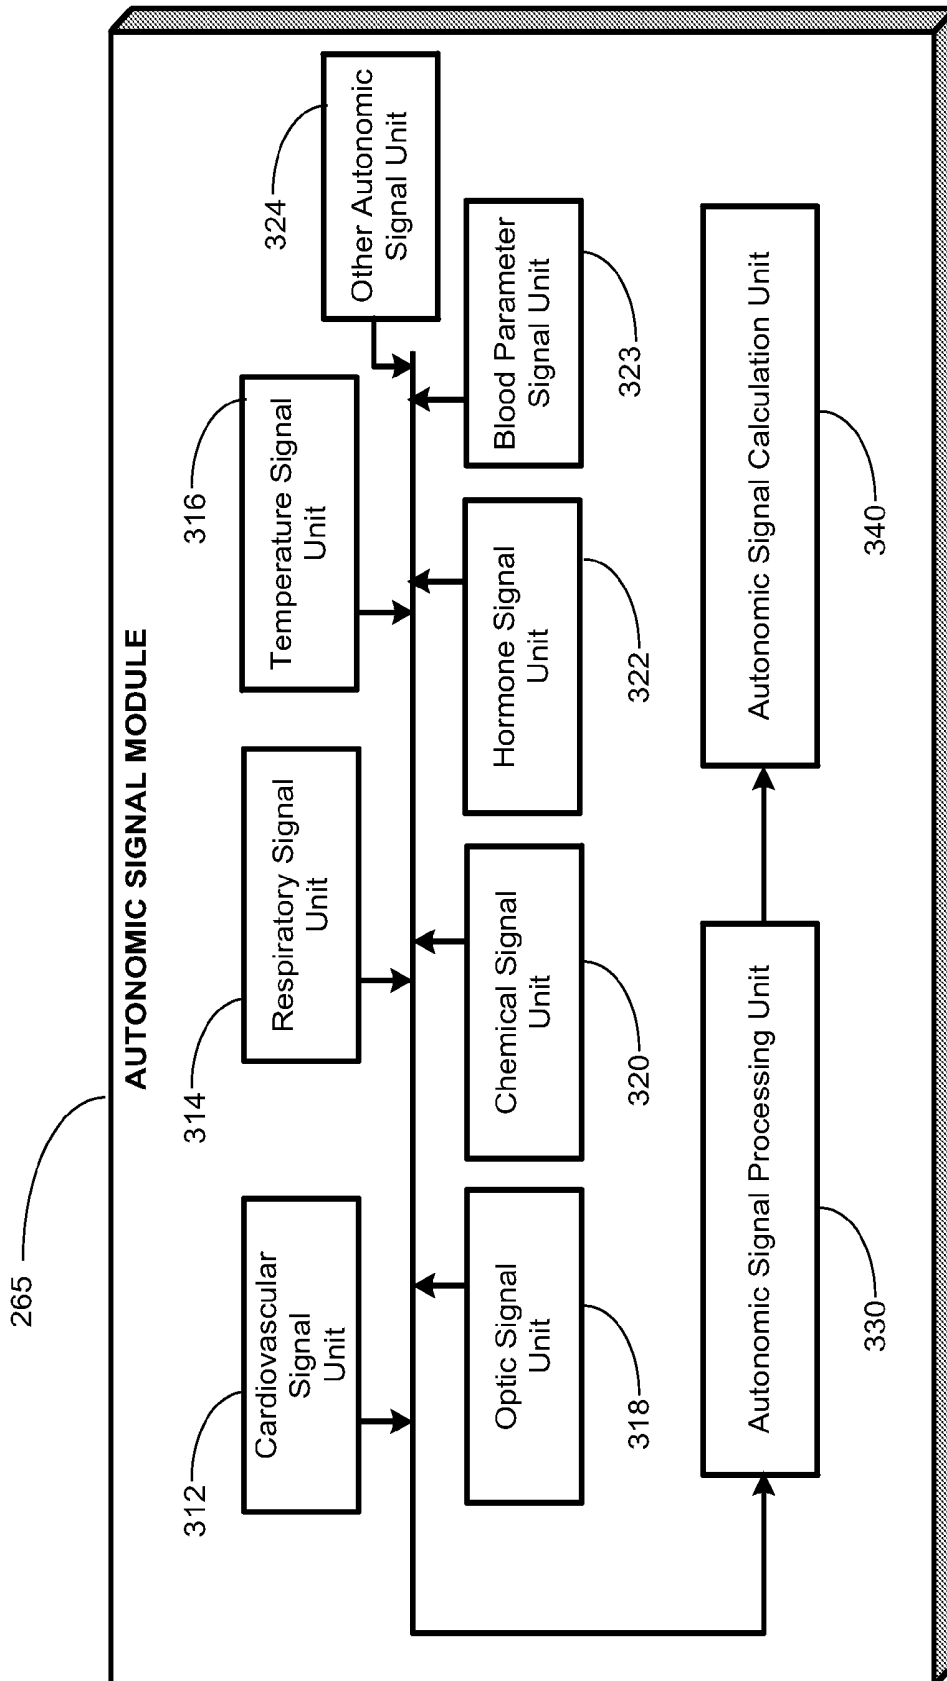 265
AUTONOMIC SIGNAL MODULE
312
Cardiovascular
Signal
Unit
314
Respiratory Signal
Unit
316
Temperature Signal
Unit
324
Other Autonomic
Signal Unit
Optic Signal
Unit
318
Chemical Signal
Unit
320
Hormone Signal
Unit
322
Blood Parameter
Signal Unit
323
Autonomic Signal Processing Unit
330
Autonomic Signal Calculation Unit
340